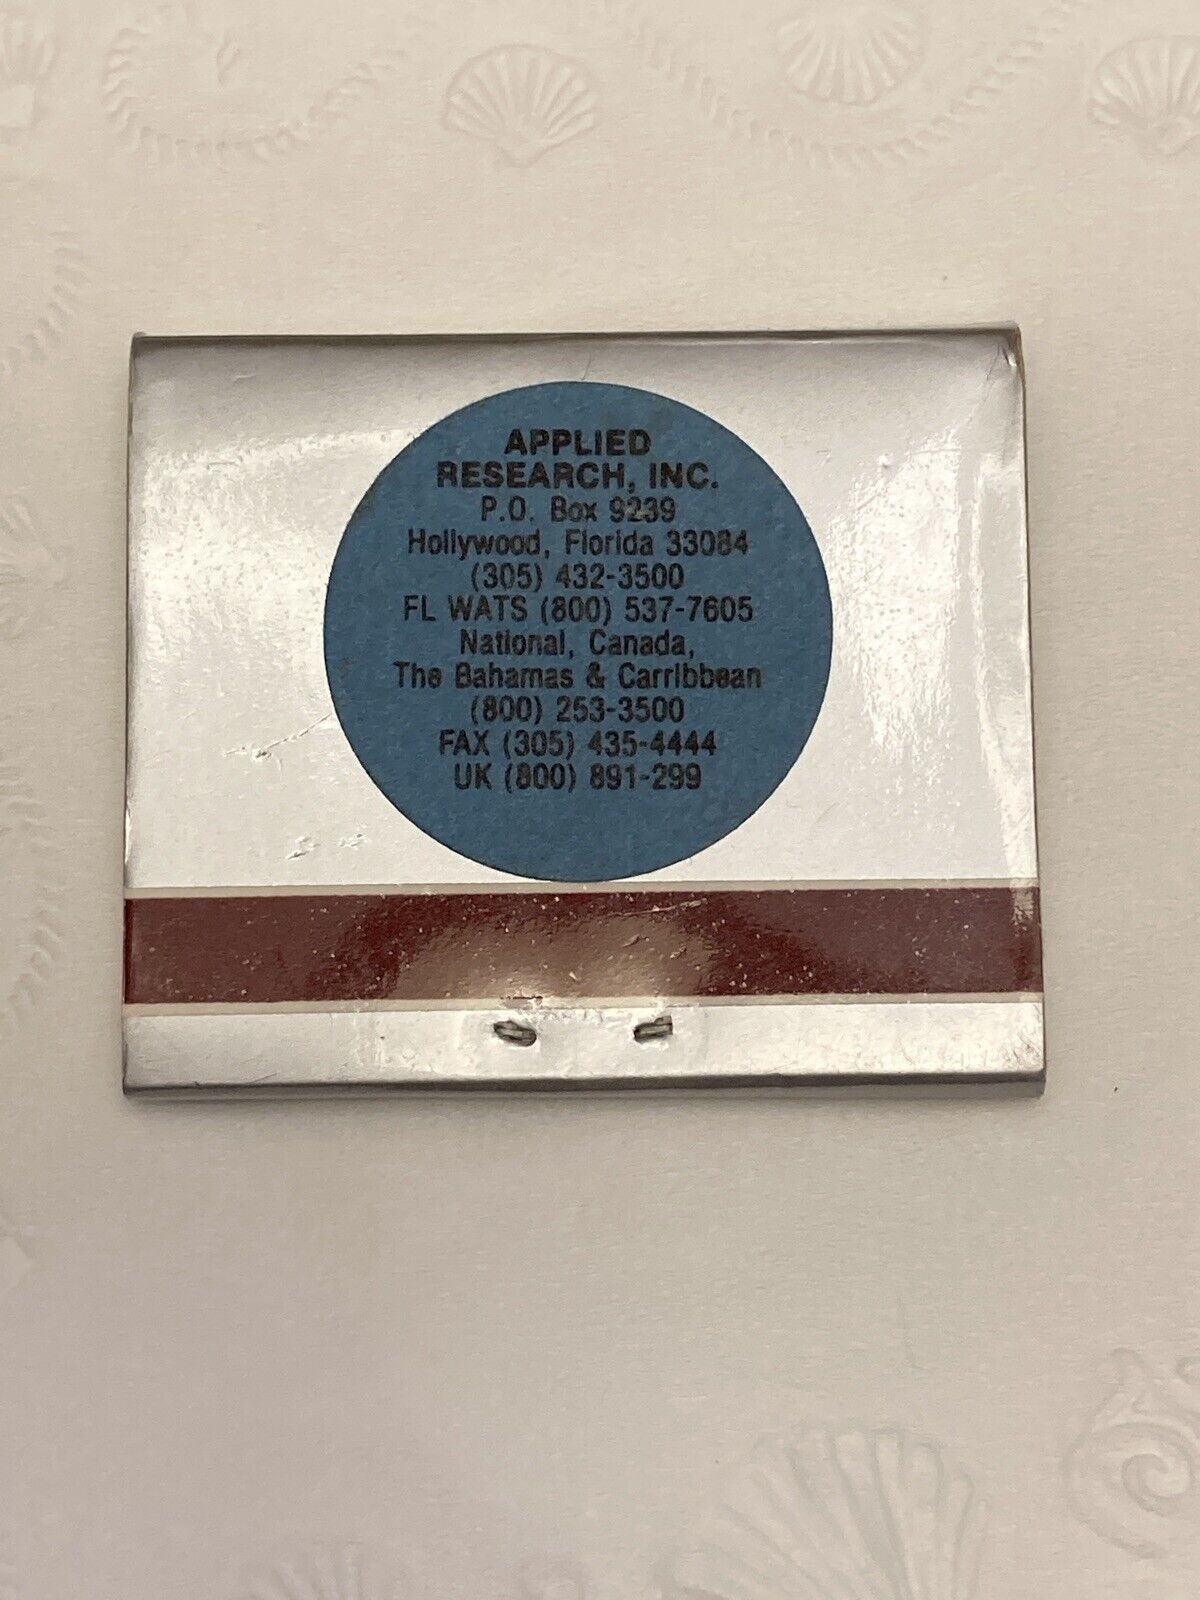 APPLIED
RESEARCH, INC.
P.O. Box 9239
Hollywood, Florida 33084
(305) 432-3500
FL WATS (800) 537-7605
National, Canada,
The Bahamas & Carribbean
(800) 253-3500
FAX (305) 435-4444
UK (800) 891-299